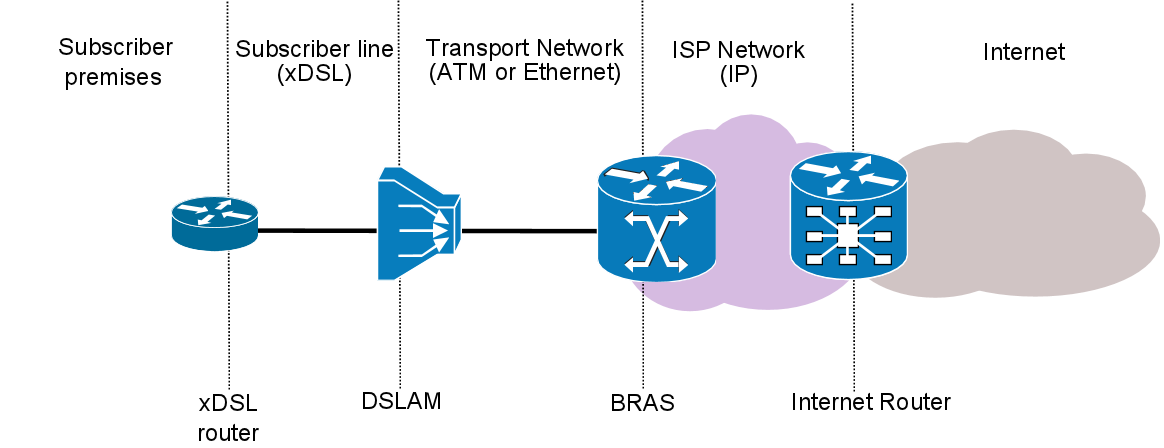 Subscriber
premises
Subscriber line
(xDSL)
Transport Network
(ATM or Ethernet)
ISP Network
(IP)
Internet
xDSL
router
DSLAM
BRAS
Internet Router